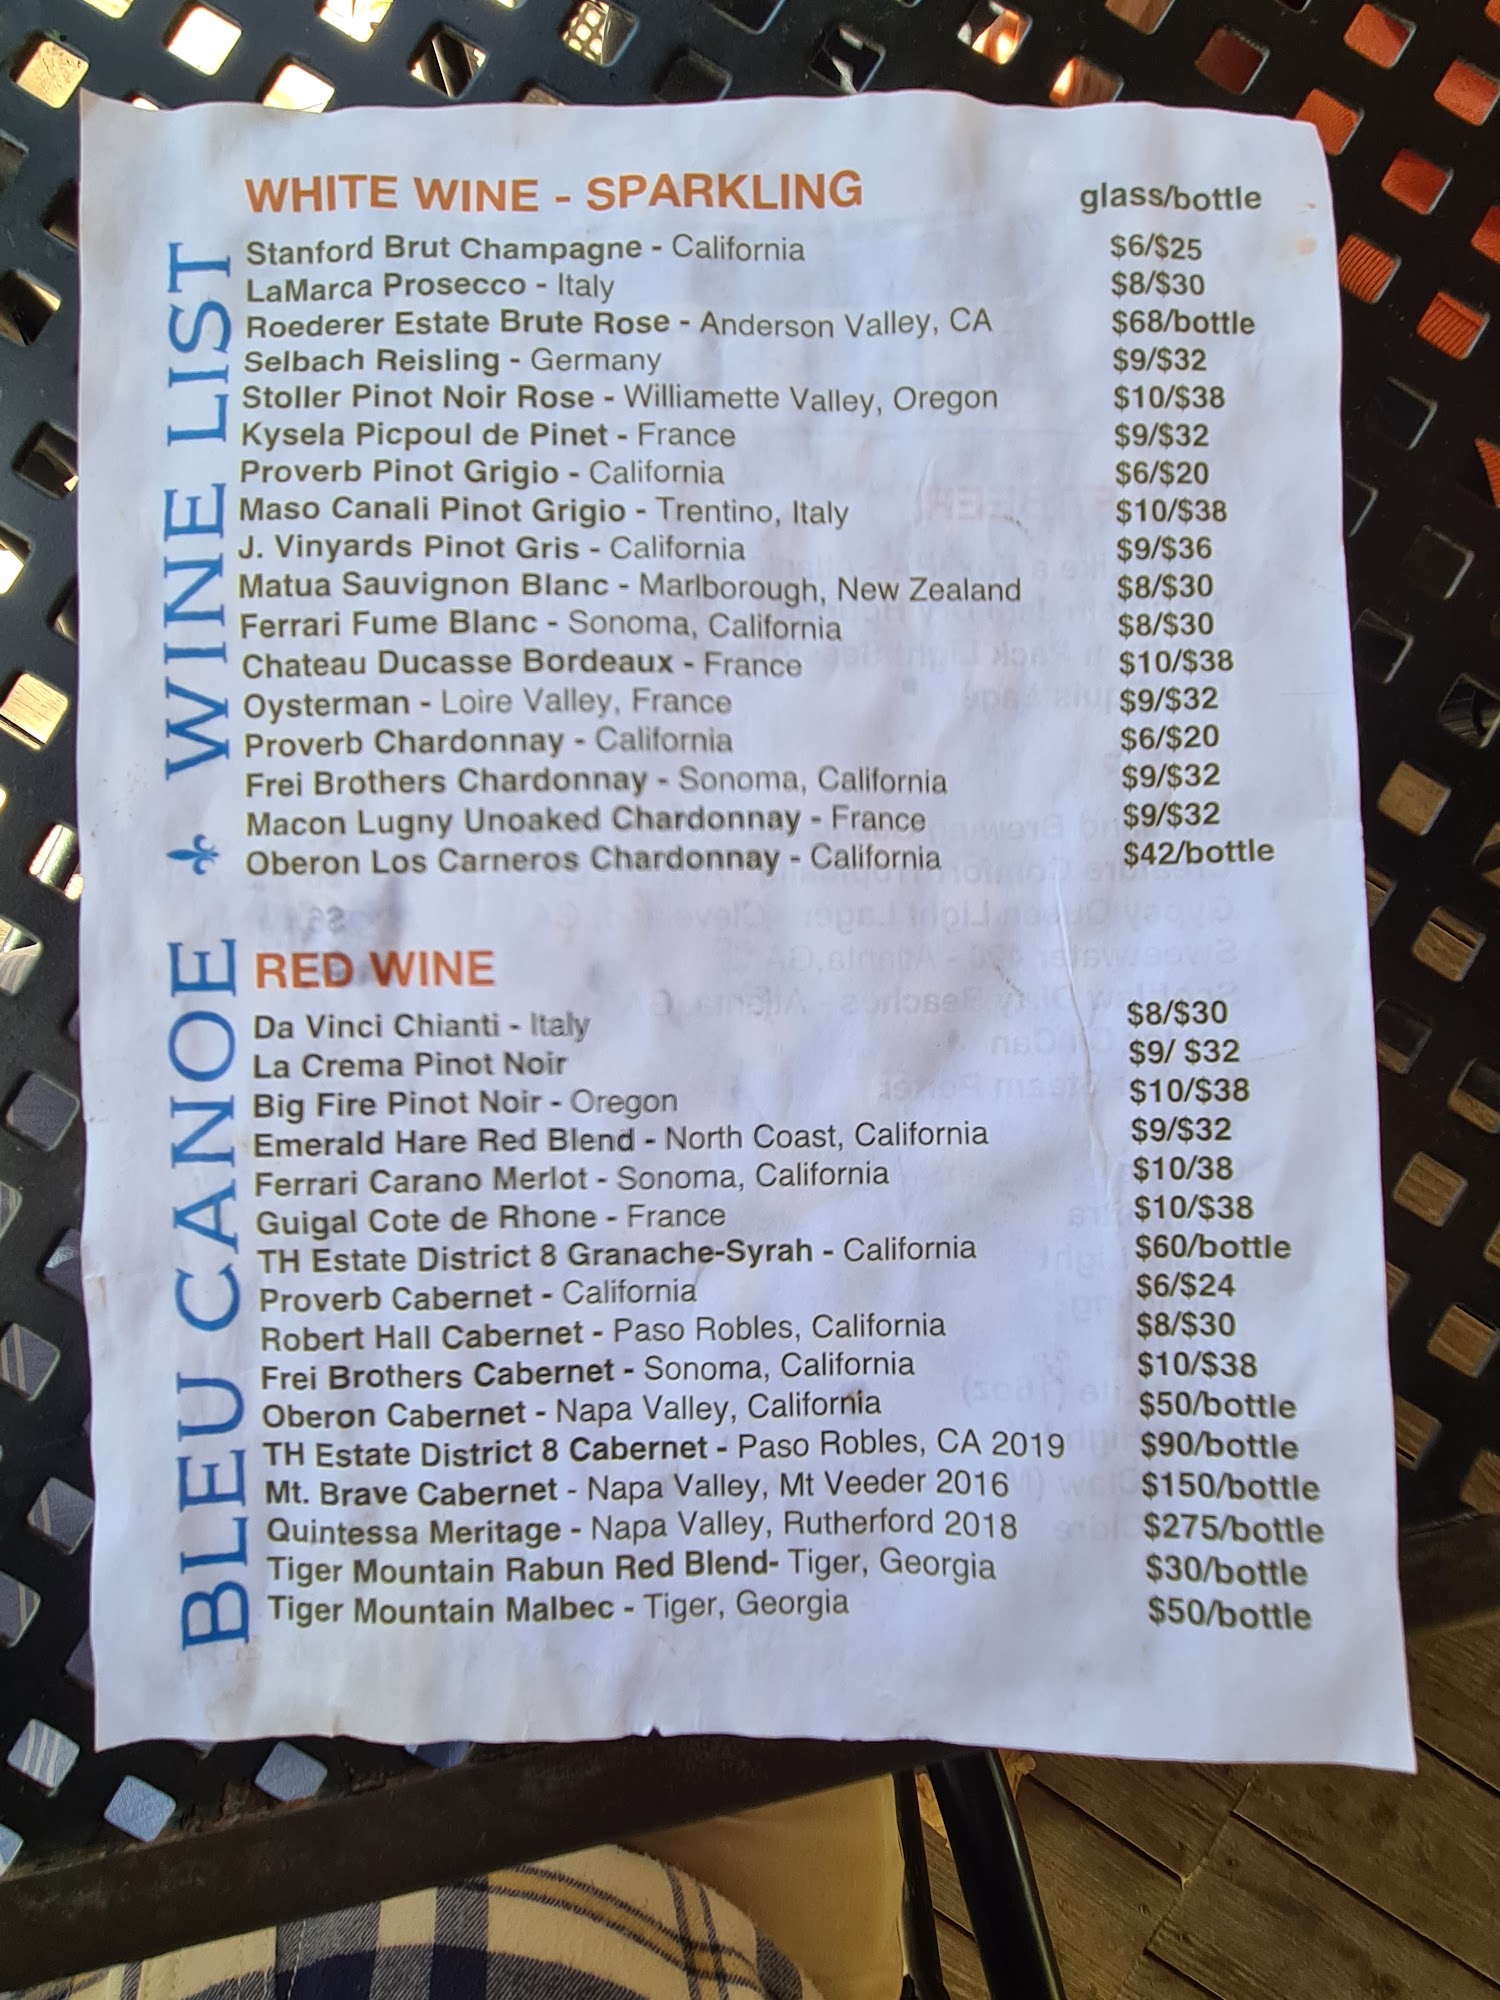 BLEU CANOE ⚜ WINE LIST
WHITE WINE - SPARKLING glass/bottle
Stanford Brut Champagne - California $6/$25
LaMarca Prosecco - Italy $8/$30
Roederer Estate Brute Rose - Anderson Valley, CA $68/bottle
Selbach Reisling - Germany $9/$32
Stoller Pinot Noir Rose - Williamette Valley, Oregon $10/$38
Kysela Picpoul de Pinet - France $9/$32
Proverb Pinot Grigio - California $6/$20
Maso Canali Pinot Grigio - Trentino, Italy $10/$38
J. Vinyards Pinot Gris - California $9/$36
Matua Sauvignon Blanc - Marlborough, New Zealand $8/$30
Ferrari Fume Blanc - Sonoma, California $8/$30
Chateau Ducasse Bordeaux - France $10/$38
Oysterman - Loire Valley, France $9/$32
Proverb Chardonnay - California $6/$20
Frei Brothers Chardonnay - Sonoma, California $9/$32
Macon Lugny Unoaked Chardonnay - France $9/$32
Oberon Los Carneros Chardonnay - California $42/bottle
RED WINE
Da Vinci Chianti - Italy $8/$30
La Crema Pinot Noir $9/ $32
Big Fire Pinot Noir - Oregon $10/$38
Emerald Hare Red Blend - North Coast, California $9/$32
Ferrari Carano Merlot - Sonoma, California $10/38
Guigal Cote de Rhone - France $10/$38
TH Estate District 8 Granache-Syrah - California $60/bottle
Proverb Cabernet - California $6/$24
Robert Hall Cabernet - Paso Robles, California $8/$30
Frei Brothers Cabernet - Sonoma, California $10/$38
Oberon Cabernet - Napa Valley, California $50/bottle
TH Estate District 8 Cabernet - Paso Robles, CA 2019 $90/bottle
Mt. Brave Cabernet - Napa Valley, Mt Veeder 2016 $150/bottle
Quintessa Meritage - Napa Valley, Rutherford 2018 $275/bottle
Tiger Mountain Rabun Red Blend- Tiger, Georgia $30/bottle
Tiger Mountain Malbec - Tiger, Georgia $50/bottle